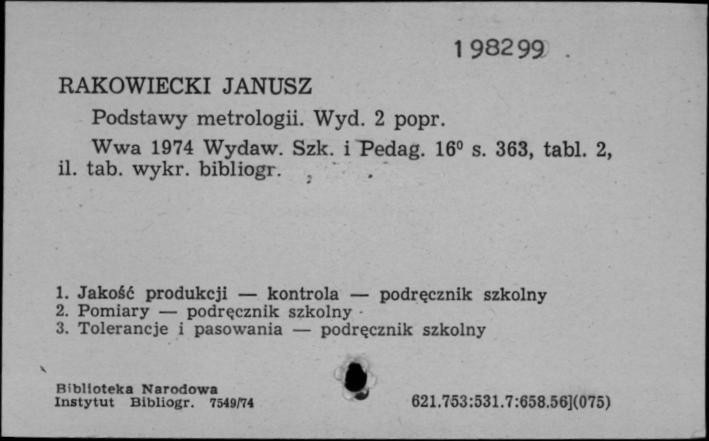 198299
RAKOWIECKI JANUSZ
Podstawy metrologii. Wyd. 2 popr.
Wwa 1974 Wydaw. Szk. i Pedag. 16⁰ s. 363, tabl. 2,
il. tab. wykr. bibliogr.
1. Jakość produkcji — kontrola — podręcznik szkolny
2. Pomiary — podręcznik szkolny
3. Tolerancje i pasowania — podręcznik szkolny
Biblioteka Narodowa
Instytut Bibliogr. 7549/74
621.753:531.7:658.56](075)